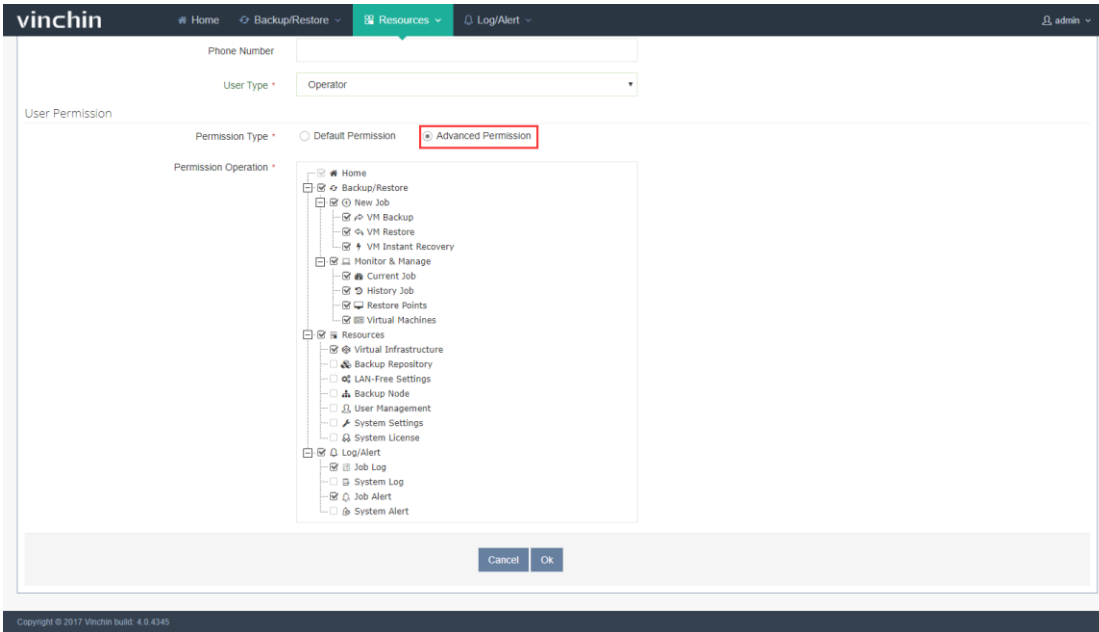 vinchin Home Backup/Restore Resources Log/Alert admin
Phone Number
User Type * Operator
User Permission
Permission Type * Default Permission Advanced Permission
Permission Operation * Home
Backup/Restore
New Job
VM Backup
VM Restore
VM Instant Recovery
Monitor & Manage
Current Job
History Job
Restore Points
Virtual Machines
Resources
Virtual Infrastructure
Backup Repository
LAN-Free Settings
Backup Node
User Management
System Settings
System License
Log/Alert
Job Log
System Log
Job Alert
System Alert
Cancel Ok
Copyright © 2017 Vinchin build: 4.0.4345